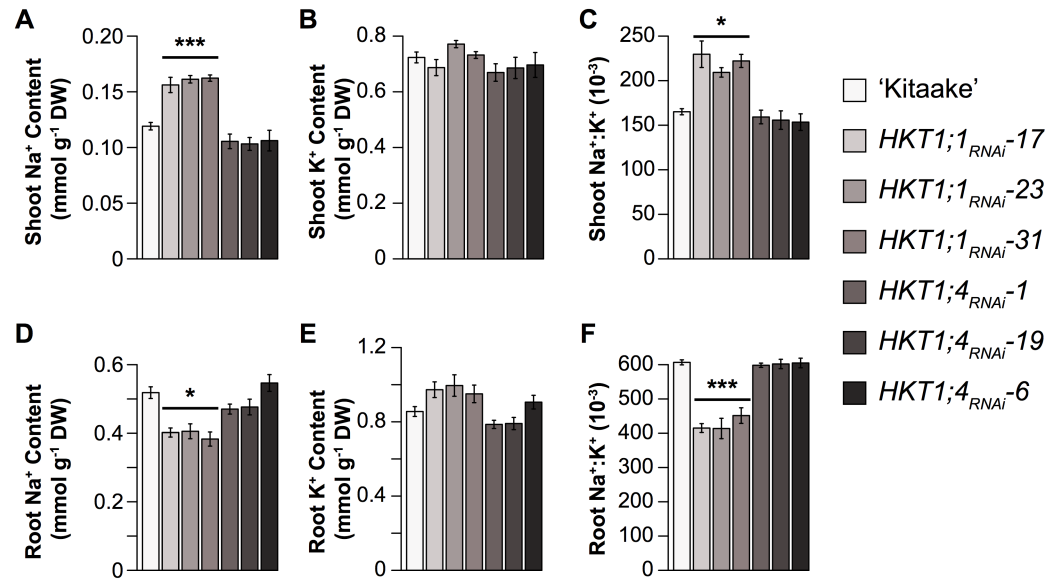 A
Shoot Na⁺ Content
(mmol g⁻¹ DW)
0.20
0.15
0.10
0.05
0
***
B
Shoot K⁺ Content
(mmol g⁻¹ DW)
0.8
0.6
0.4
0.2
0
C
Shoot Na⁺:K⁺ (10⁻³)
250
200
150
100
50
0
*
'Kitaake'
HKT1;1RNAi-17
HKT1;1RNAi-23
HKT1;1RNAi-31
HKT1;4RNAi-1
HKT1;4RNAi-19
HKT1;4RNAi-6
D
Root Na⁺ Content
(mmol g⁻¹ DW)
0.6
0.4
0.2
0
*
E
Root K⁺ Content
(mmol g⁻¹ DW)
1.2
0.8
0.4
0
F
Root Na⁺:K⁺ (10⁻³)
600
500
400
300
200
100
0
***